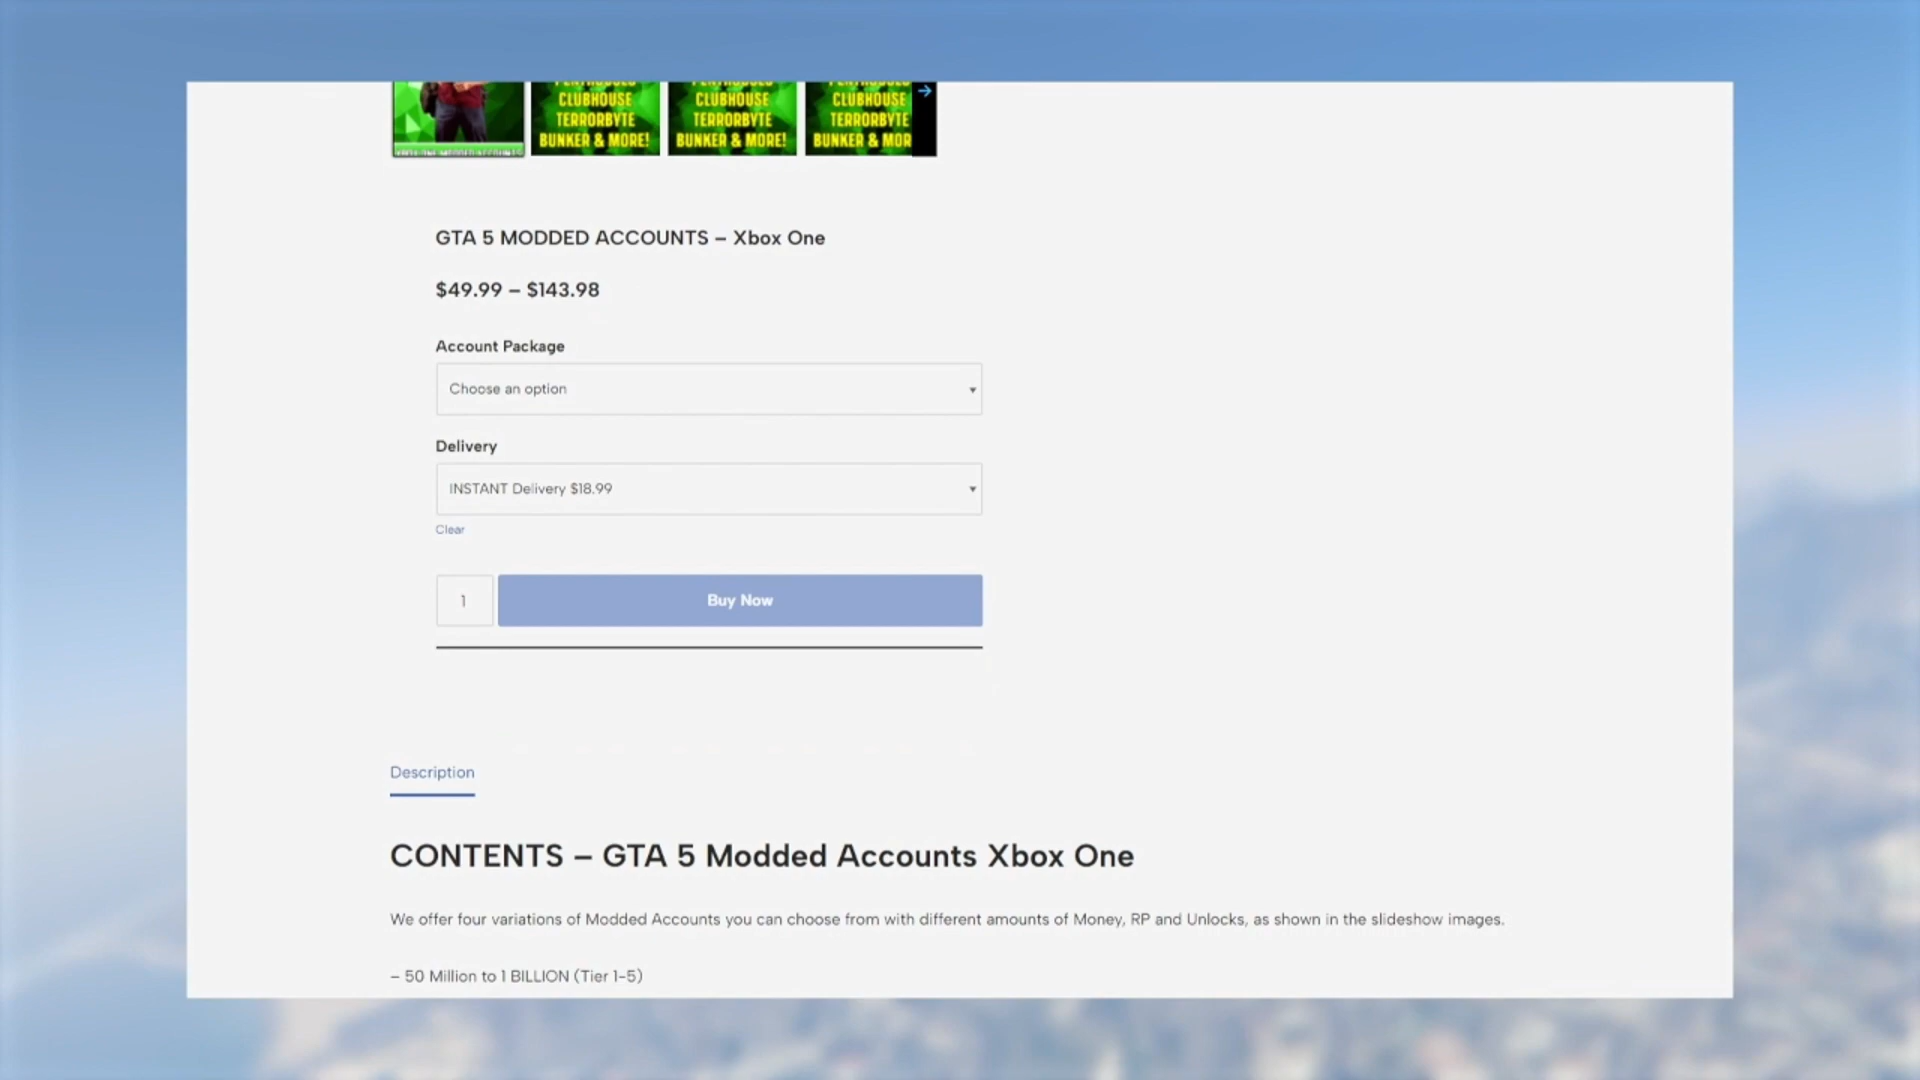 CLUBHOUSE
TERRORBYTE
BUNKER & MORE!
CLUBHOUSE
TERRORBYTE
BUNKER & MORE!
CLUBHOUSE
TERRORBYTE
BUNKER & MOR
GTA 5 MODDED ACCOUNTS – Xbox One
$49.99 – $143.98
Account Package
Choose an option
Delivery
INSTANT Delivery $18.99
Clear
1
Buy Now
Description
CONTENTS – GTA 5 Modded Accounts Xbox One
We offer four variations of Modded Accounts you can choose from with different amounts of Money, RP and Unlocks, as shown in the slideshow images.
– 50 Million to 1 BILLION (Tier 1-5)